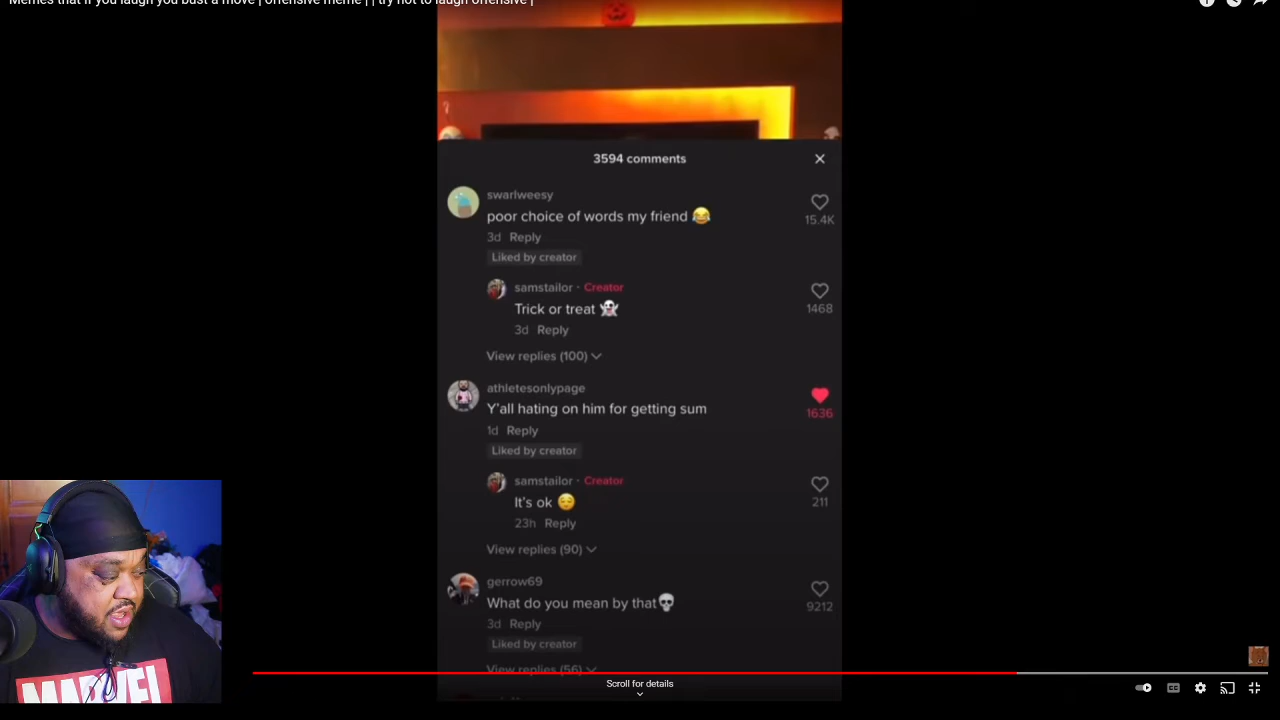 Memes that if you laugh you bust a move | offensive meme | | try not to laugh offensive |
3594 comments
swarlweesy
poor choice of words my friend 😂
15.4K
3d Reply
Liked by creator
samstailor · Creator
Trick or treat 👻
1468
3d Reply
View replies (100)
athletesonlypage
Y'all hating on him for getting sum
1636
1d Reply
Liked by creator
samstailor · Creator
It's ok 😌
211
23h Reply
View replies (90)
gerrow69
What do you mean by that💀
9212
3d Reply
Liked by creator
View replies (56)
Scroll for details
CC
MARVEL